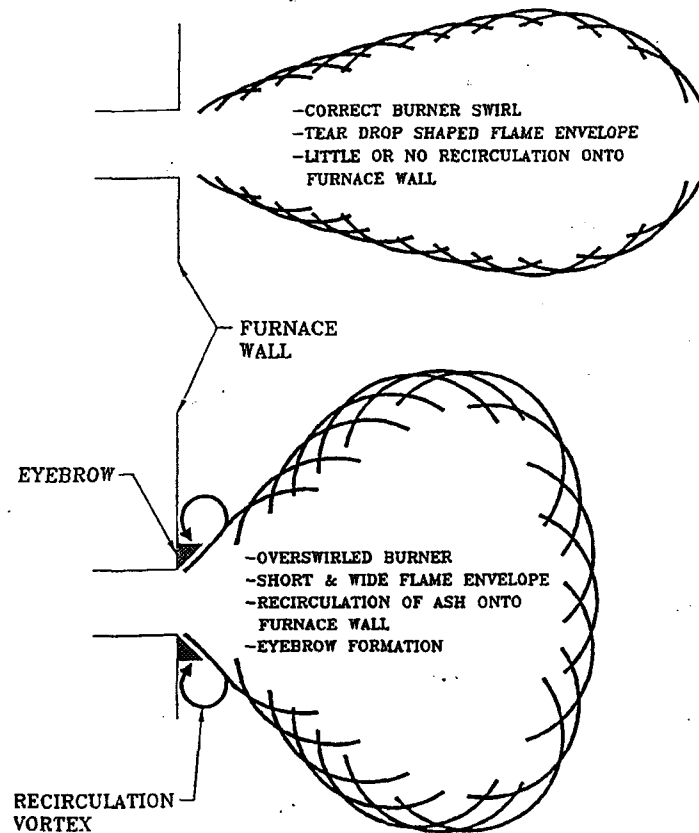 -CORRECT BURNER SWIRL
-TEAR DROP SHAPED FLAME ENVELOPE
-LITTLE OR NO RECIRCULATION ONTO
FURNACE WALL
FURNACE
WALL
EYEBROW
-OVERSWIRLED BURNER
-SHORT & WIDE FLAME ENVELOPE
-RECIRCULATION OF ASH ONTO
FURNACE WALL
-EYEBROW FORMATION
RECIRCULATION
VORTEX